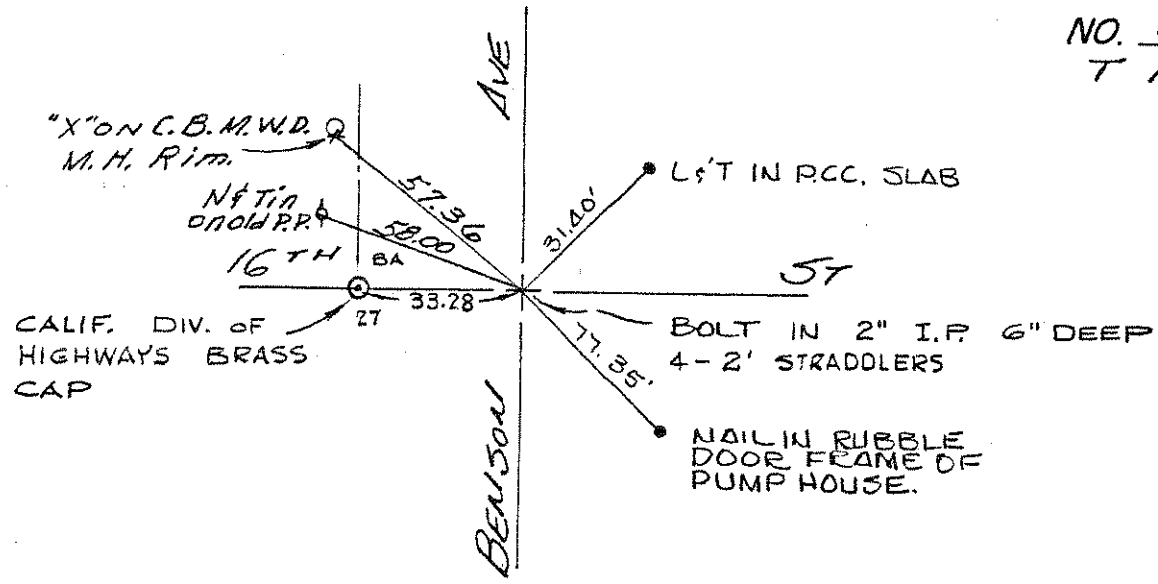 NO.
T
AVE
"X" ON C.B.M.W.D.
M.H. Rim.
L&T IN P.C.C. SLAB
N&Tin
on old P.P.
57.36
58.00
31.40'
16TH
BA
ST
33.28
27
CALIF. DIV. OF
HIGHWAYS BRASS
CAP
BOLT IN 2" I.P. 6" DEEP
4-2' STRADDLERS
77.35'
BENSON
NAIL IN RUBBLE
DOOR FRAME OF
PUMP HOUSE.